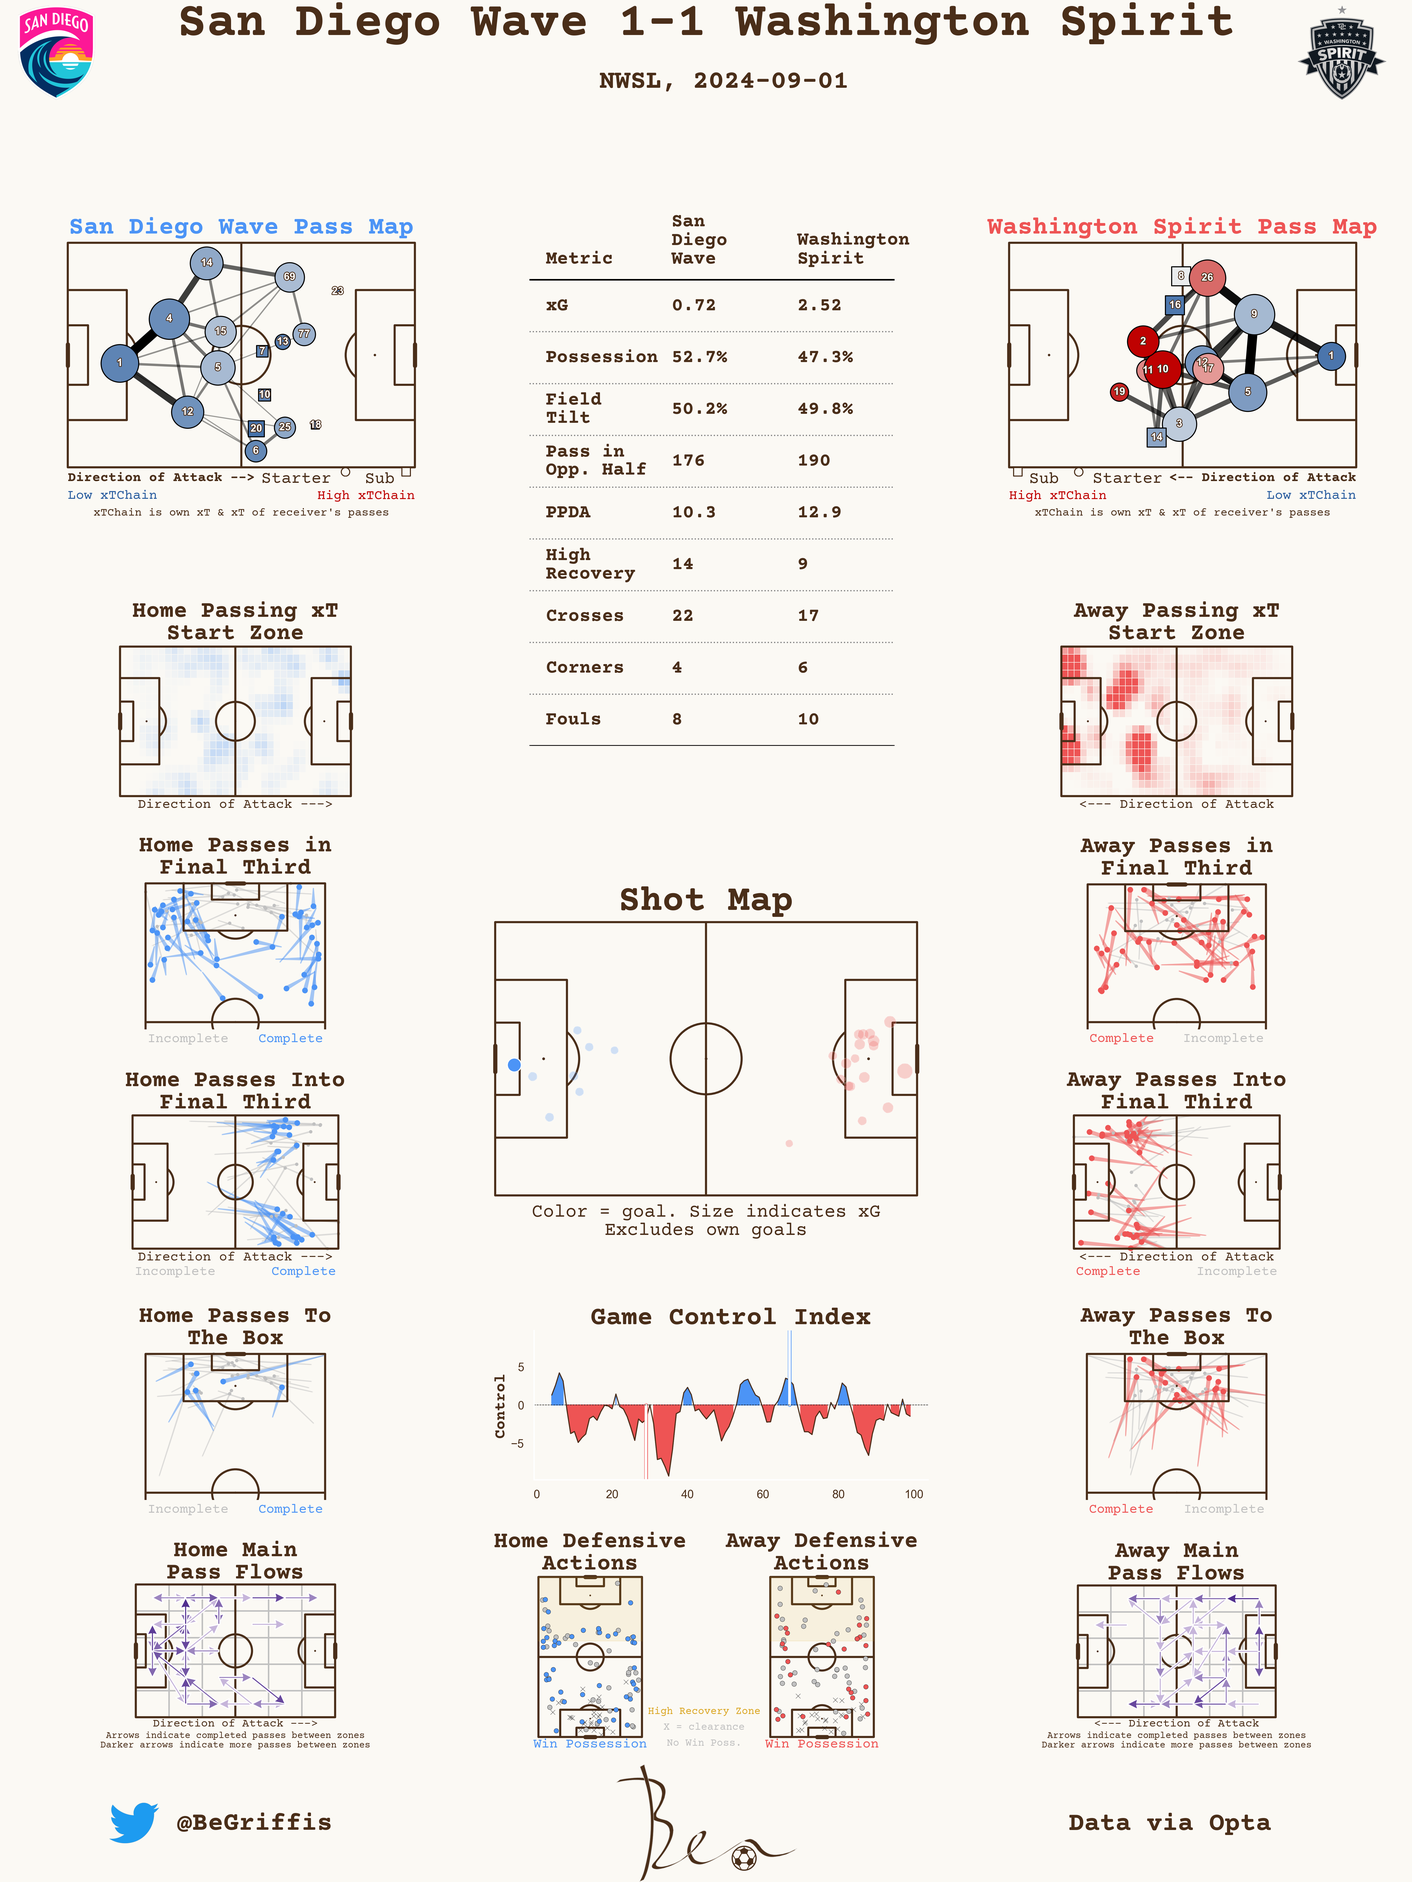 San Diego Wave 1-1 Washington Spirit
NWSL, 2024-09-01
SAN DIEGO
WASHINGTON
SPIRIT
San Diego Wave Pass Map
14
69
23
4
15
77
13
7
1
5
10
12
20
25
18
6
Direction of Attack --> Starter Sub
Low xTChain High xTChain
xTChain is own xT & xT of receiver's passes
Metric San Diego Wave Washington Spirit
xG 0.72 2.52
Possession 52.7% 47.3%
Field Tilt 50.2% 49.8%
Pass in Opp. Half 176 190
PPDA 10.3 12.9
High Recovery 14 9
Crosses 22 17
Corners 4 6
Fouls 8 10
Washington Spirit Pass Map
8
26
16
9
2
1
11
10
12
17
19
5
3
14
Sub Starter <-- Direction of Attack
High xTChain Low xTChain
xTChain is own xT & xT of receiver's passes
Home Passing xT
Start Zone
Direction of Attack --->
Away Passing xT
Start Zone
<--- Direction of Attack
Home Passes in
Final Third
Incomplete Complete
Away Passes in
Final Third
Complete Incomplete
Shot Map
Color = goal. Size indicates xG
Excludes own goals
Home Passes Into
Final Third
Direction of Attack --->
Incomplete Complete
Away Passes Into
Final Third
<--- Direction of Attack
Complete Incomplete
Home Passes To
The Box
Incomplete Complete
Game Control Index
Control
5
0
−5
0 20 40 60 80 100
Away Passes To
The Box
Complete Incomplete
Home Main
Pass Flows
Direction of Attack --->
Arrows indicate completed passes between zones
Darker arrows indicate more passes between zones
Home Defensive
Actions
Win Possession
High Recovery Zone
X = clearance
No Win Poss.
Away Defensive
Actions
Win Possession
Away Main
Pass Flows
<--- Direction of Attack
Arrows indicate completed passes between zones
Darker arrows indicate more passes between zones
@BeGriffis
Ben
Data via Opta